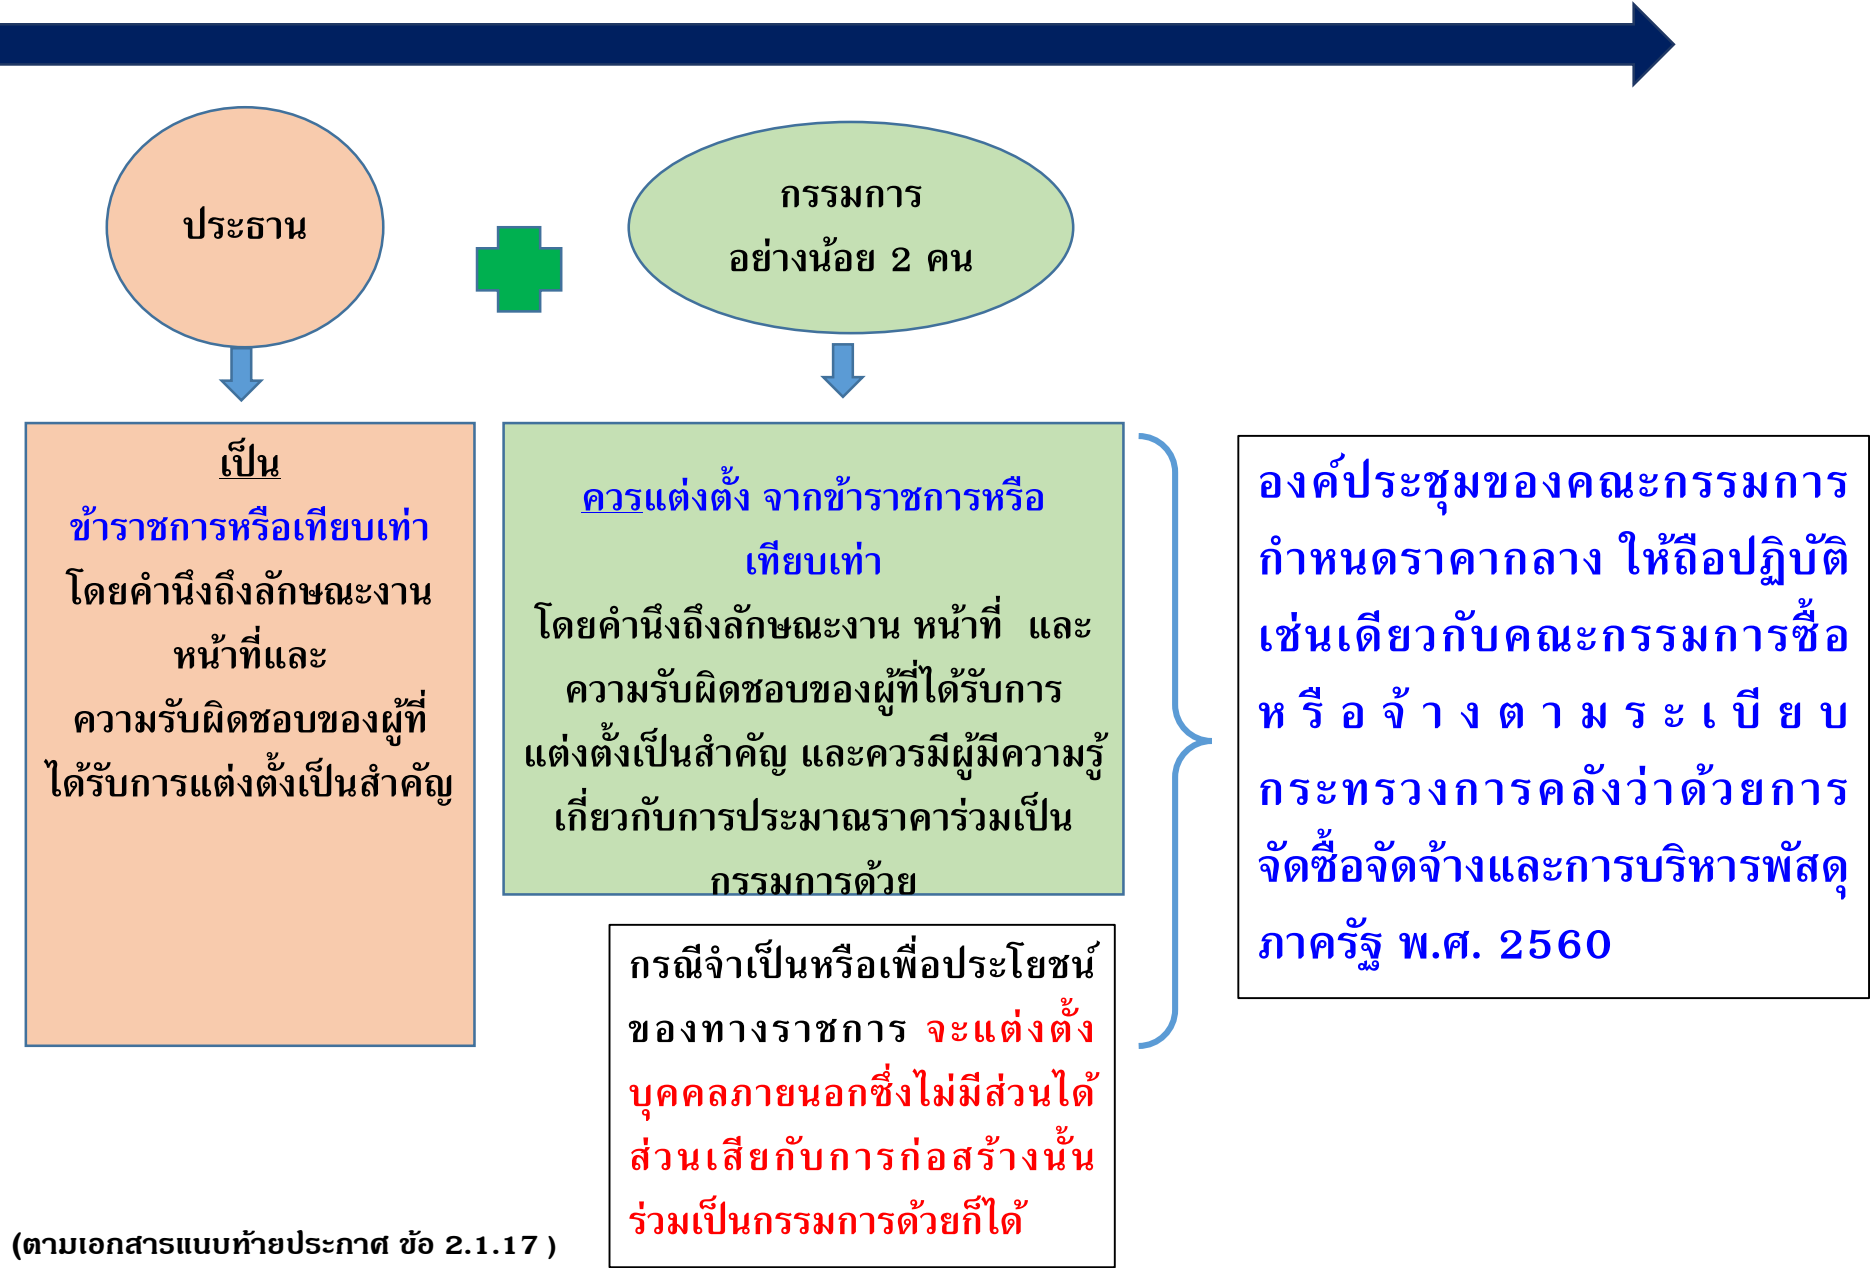 ประธาน
กรรมการ
อย่างน้อย 2 คน
เป็น
ข้าราชการหรือเทียบเท่า
โดยคำนึงถึงลักษณะงาน
หน้าที่และ
ความรับผิดชอบของผู้ที่
ได้รับการแต่งตั้งเป็นสำคัญ
ควรแต่งตั้ง จากข้าราชการหรือ
เทียบเท่า
โดยคำนึงถึงลักษณะงาน หน้าที่ และ
ความรับผิดชอบของผู้ที่ได้รับการ
แต่งตั้งเป็นสำคัญ และควรมีผู้มีความรู้
เกี่ยวกับการประมาณราคาร่วมเป็น
กรรมการด้วย
กรณีจำเป็นหรือเพื่อประโยชน์
ของทางราชการ จะแต่งตั้ง
บุคคลภายนอกซึ่งไม่มีส่วนได้
ส่วนเสียกับการก่อสร้างนั้น
ร่วมเป็นกรรมการด้วยก็ได้
องค์ประชุมของคณะกรรมการ
กำหนดราคากลาง ให้ถือปฏิบัติ
เช่นเดียวกับคณะกรรมการซื้อ
หรือจ้างตามระเบียบ
กระทรวงการคลังว่าด้วยการ
จัดซื้อจัดจ้างและการบริหารพัสดุ
ภาครัฐ พ.ศ. 2560
(ตามเอกสารแนบท้ายประกาศ ข้อ 2.1.17 )